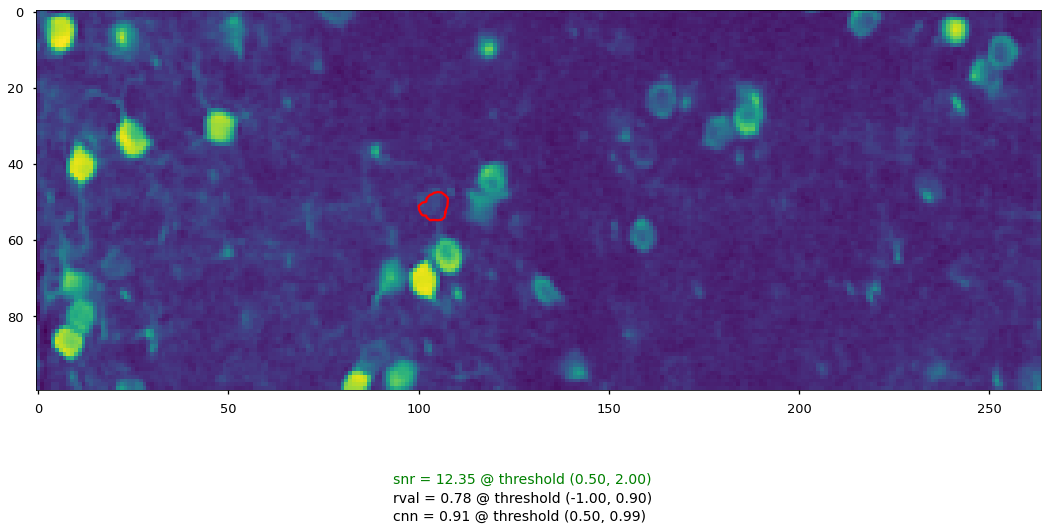 0
20
40
60
80
0 50 100 150 200 250
snr = 12.35 @ threshold (0.50, 2.00)
rval = 0.78 @ threshold (-1.00, 0.90)
cnn = 0.91 @ threshold (0.50, 0.99)